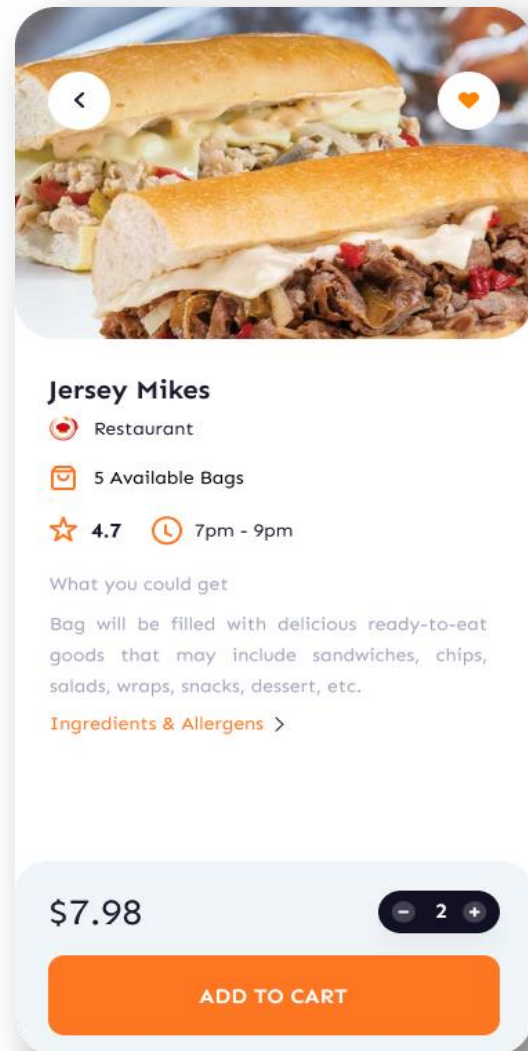 Jersey Mikes
Restaurant
5 Available Bags
4.7 7pm - 9pm
What you could get
Bag will be filled with delicious ready-to-eat
goods that may include sandwiches, chips,
salads, wraps, snacks, dessert, etc.
Ingredients & Allergens >
$7.98 - 2 +
ADD TO CART